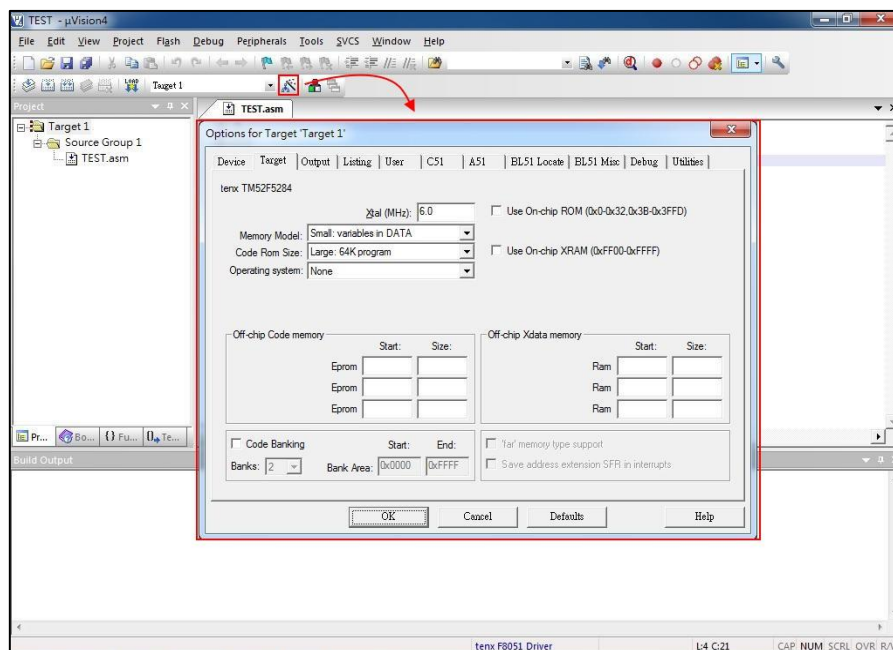 TEST - µVision4
File Edit View Project Flash Debug Peripherals Tools SVCS Window Help
LOAD Target 1
Project
TEST.asm
Target 1
Source Group 1
TEST.asm
Options for Target 'Target 1'
Device Target Output Listing User C51 A51 BL51 Locate BL51 Misc Debug Utilities
tenx TM52F5284
Xtal (MHz): 6.0
Use On-chip ROM (0x0-0x32,0x3B-0x3FFD)
Memory Model: Small: variables in DATA
Code Rom Size: Large: 64K program
Use On-chip XRAM (0xFF00-0xFFFF)
Operating system: None
Off-chip Code memory
Start: Size:
Eprom
Eprom
Eprom
Off-chip Xdata memory
Start: Size:
Ram
Ram
Ram
Code Banking Start: End:
Banks: 2 Bank Area: 0x0000 0xFFFF
'far' memory type support
Save address extension SFR in interrupts
OK Cancel Defaults Help
Pr... Bo... {} Fu... 0 Te...
Build Output
tenx F8051 Driver L:4 C:21 CAP NUM SCRL OVR R/